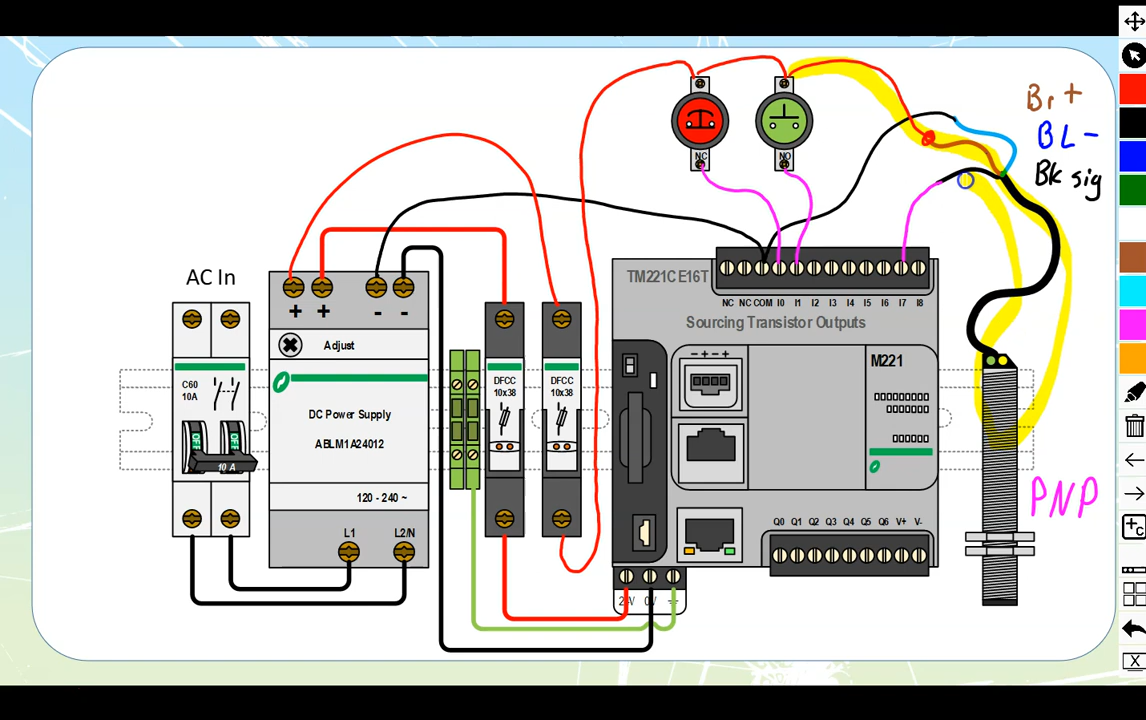 Br +
BL -
Bk sig
AC In
TM221CE16T
NC NC COM I0 I1 I2 I3 I4 I5 I6 I7 I8
Sourcing Transistor Outputs
NC
NO
+ + - -
Adjust
C60
10A
OFF OFF
10 A
DC Power Supply
ABLM1A24012
120 - 240 ~
L1 L2/N
DFCC
10x38
DFCC
10x38
- + - +
M221
PNP
Q0 Q1 Q2 Q3 Q4 Q5 Q6 V+ V-
24V 0V
+C
X